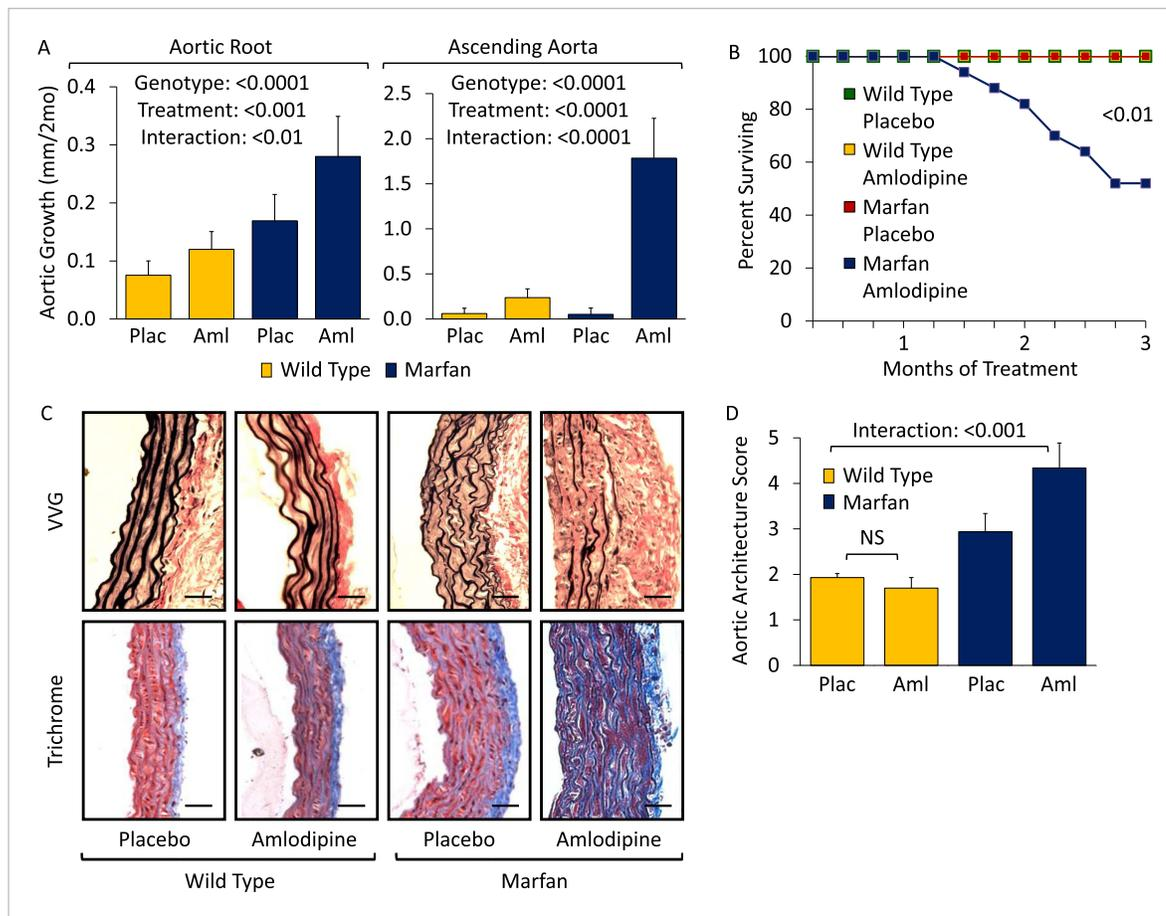 A
Aortic Root
Ascending Aorta
Genotype: <0.0001
Treatment: <0.001
Interaction: <0.01
Genotype: <0.0001
Treatment: <0.0001
Interaction: <0.0001
Aortic Growth (mm/2mo)
0.4
0.3
0.2
0.1
0.0
2.5
2.0
1.5
1.0
0.5
0.0
Plac Aml Plac Aml
Plac Aml Plac Aml
Wild Type Marfan
B
Percent Surviving
100
80
60
40
20
0
Wild Type
Placebo
Wild Type
Amlodipine
Marfan
Placebo
Marfan
Amlodipine
<0.01
1 2 3
Months of Treatment
C
VVG
Trichrome
Placebo Amlodipine Placebo Amlodipine
Wild Type Marfan
D
Aortic Architecture Score
5
4
3
2
1
0
Interaction: <0.001
Wild Type
Marfan
NS
Plac Aml Plac Aml